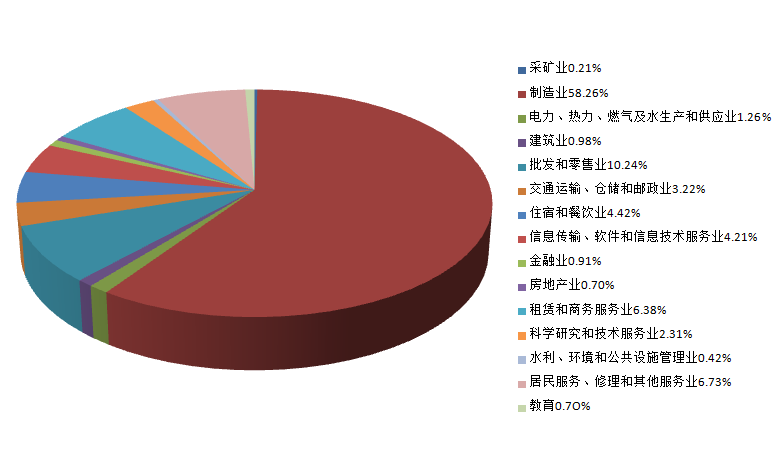 采矿业0.21%
制造业58.26%
电力、热力、燃气及水生产和供应业1.26%
建筑业0.98%
批发和零售业10.24%
交通运输、仓储和邮政业3.22%
住宿和餐饮业4.42%
信息传输、软件和信息技术服务业4.21%
金融业0.91%
房地产业0.70%
租赁和商务服务业6.38%
科学研究和技术服务业2.31%
水利、环境和公共设施管理业0.42%
居民服务、修理和其他服务业6.73%
教育0.7O%